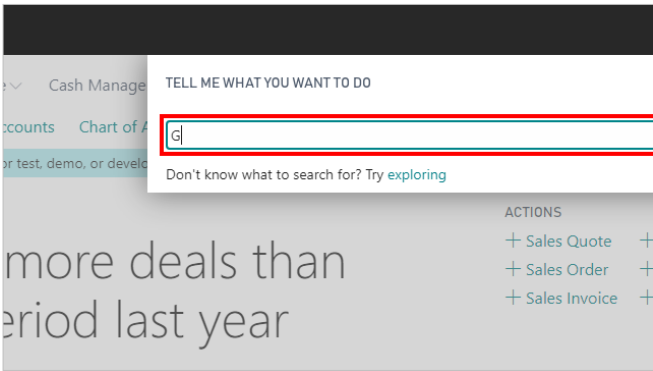 Cash Manage
TELL ME WHAT YOU WANT TO DO
ccounts Chart of A
G
or test, demo, or develo
Don't know what to search for? Try exploring
ACTIONS
+ Sales Quote +
+ Sales Order +
+ Sales Invoice +
more deals than
eriod last year